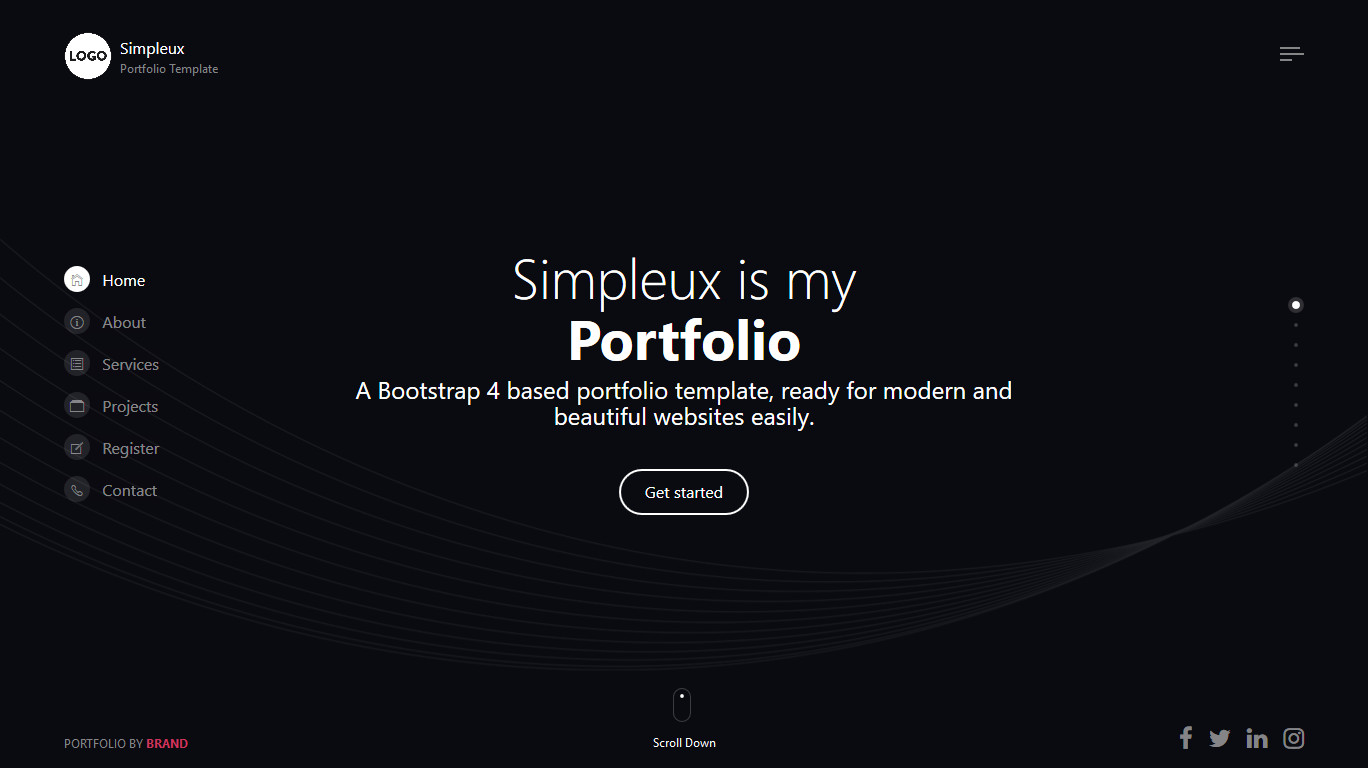 LOGO
Simpleux
Portfolio Template
Home
About
Services
Projects
Register
Contact
Simpleux is my
Portfolio
A Bootstrap 4 based portfolio template, ready for modern and
beautiful websites easily.
Get started
Scroll Down
PORTFOLIO BY BRAND